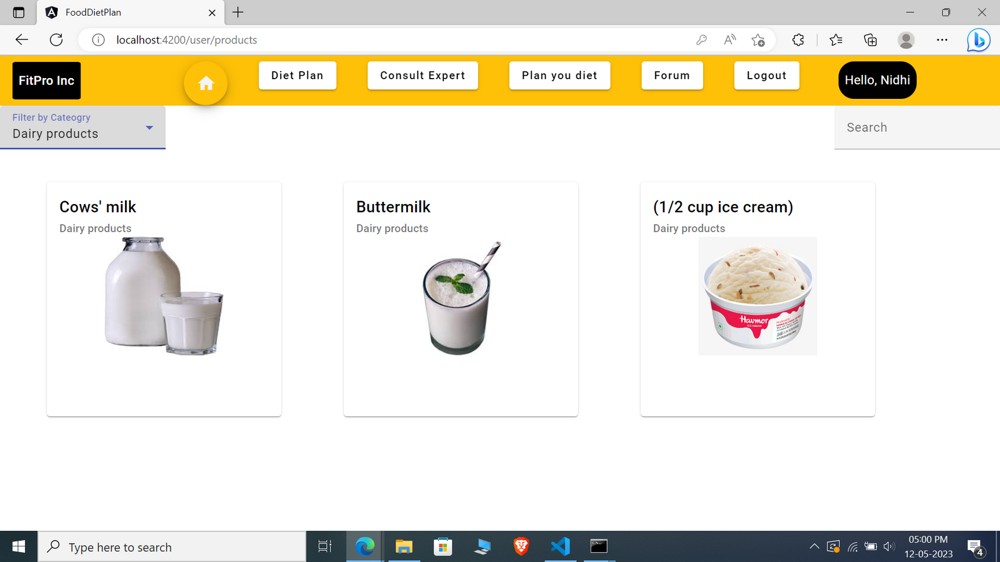 FoodDietPlan
localhost:4200/user/products
FitPro Inc
Diet Plan
Consult Expert
Plan you diet
Forum
Logout
Hello, Nidhi
Filter by Cateogry
Dairy products
Search
Cows' milk
Dairy products
Buttermilk
Dairy products
(1/2 cup ice cream)
Dairy products
Havmor
ICE CREAM
Type here to search
05:00 PM
12-05-2023
4